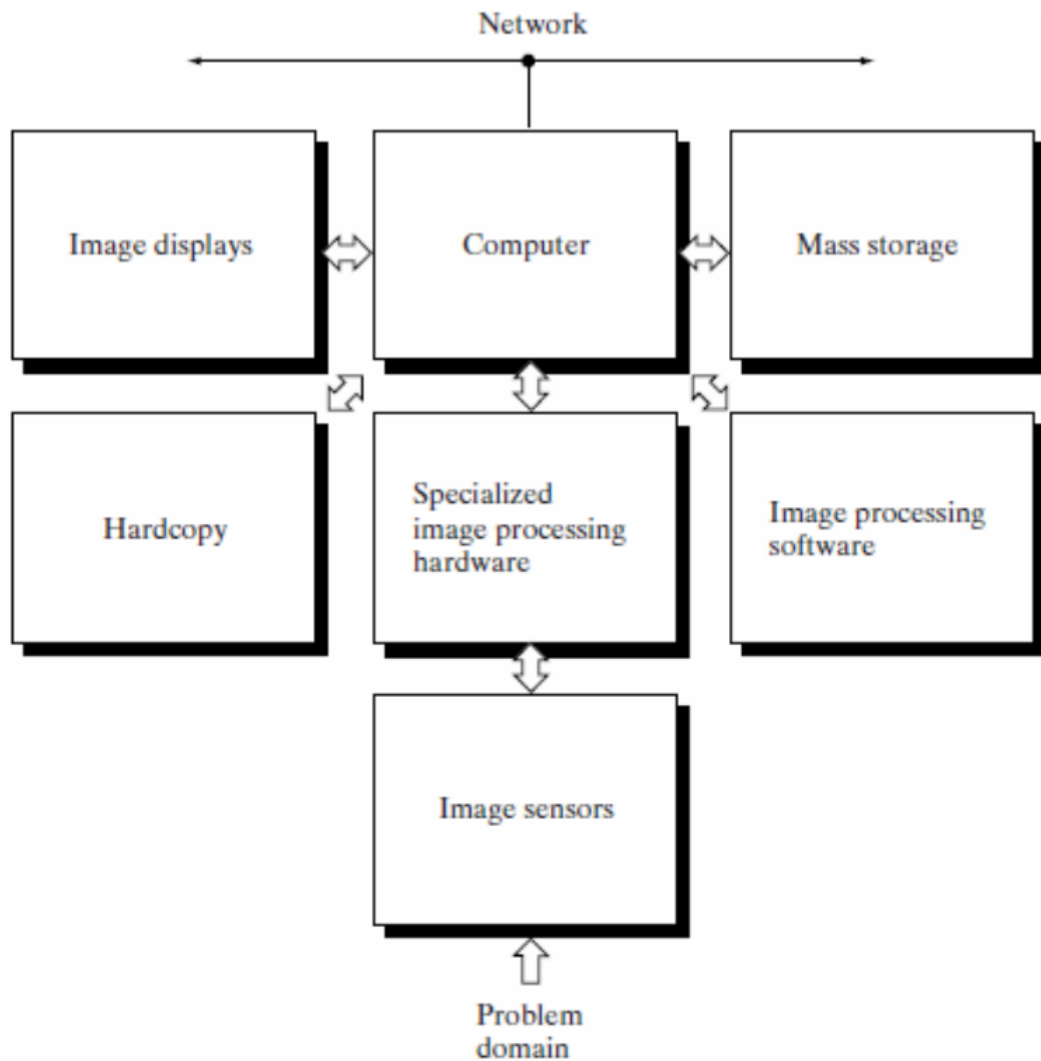 Network
Image displays
Computer
Mass storage
Hardcopy
Specialized
image processing
hardware
Image processing
software
Image sensors
Problem
domain